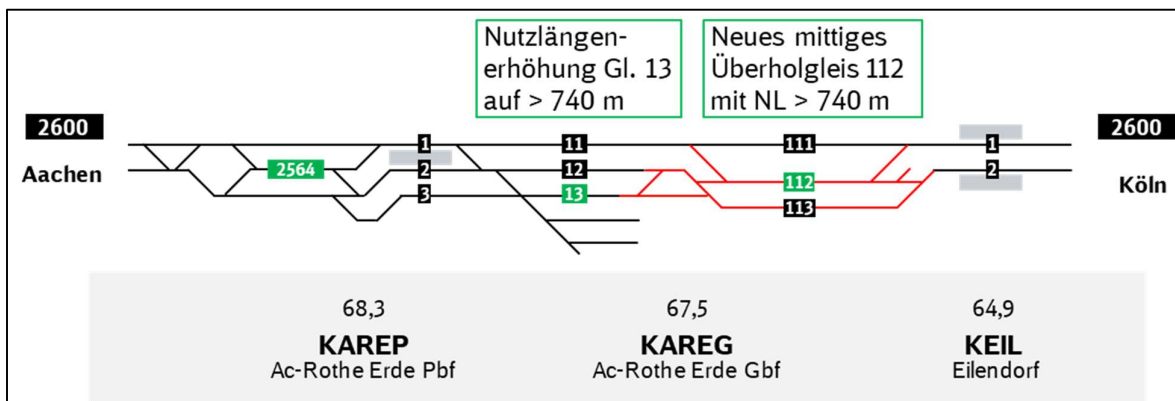 Nutzlängen-
erhöhung Gl. 13
auf > 740 m
Neues mittiges
Überholgleis 112
mit NL > 740 m
2600
2600
1
11
111
1
Aachen
2564
2
12
112
2
Köln
3
13
113
68,3
67,5
64,9
KAREP
KAREG
KEIL
Ac-Rothe Erde Pbf
Ac-Rothe Erde Gbf
Eilendorf